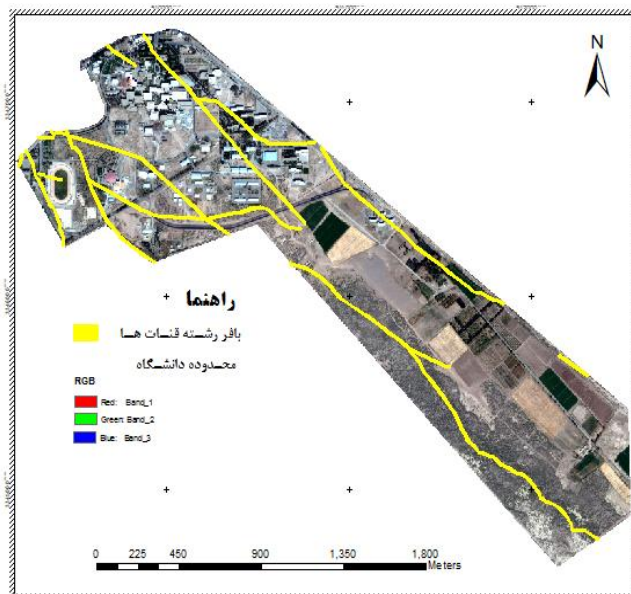 N
راهنما
بافر رشته قنات ها
محدوده دانشگاه
RGB
Red: Band_1
Green: Band_2
Blue: Band_3
0 225 450 900 1,350 1,800
Meters